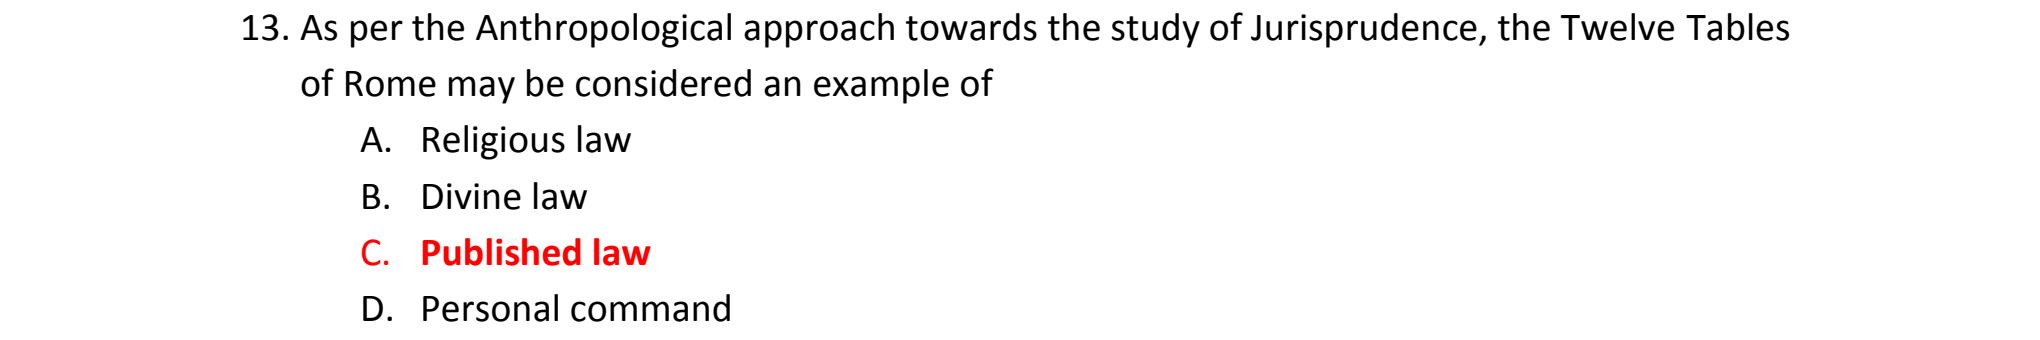 13. As per the Anthropological approach towards the study of Jurisprudence, the Twelve Tables
of Rome may be considered an example of
A. Religious law
B. Divine law
C. Published law
D. Personal command